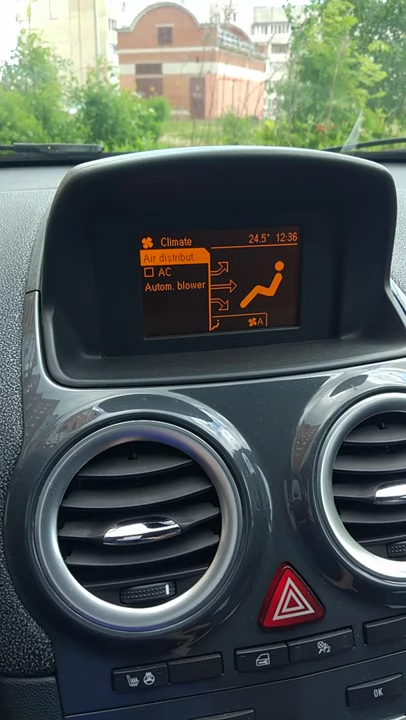 Climate 24.5° 12:36
Air distribut.
AC
Autom. blower
A
OK